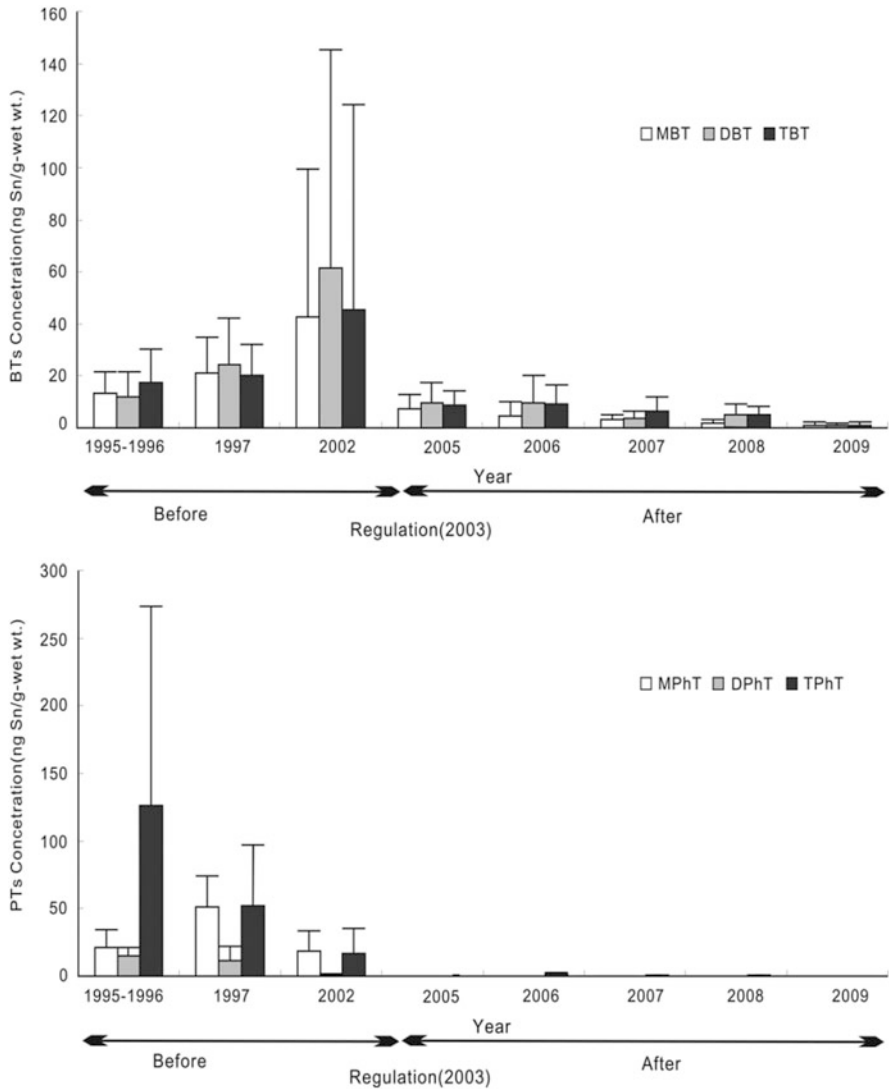 160
140
120
100
80
60
40
20
0
BTs Concetration(ng Sn/g-wet wt.)
MBT DBT TBT
1995-1996 1997 2002 2005 2006 2007 2008 2009
Year
Before After
Regulation(2003)
300
250
200
150
100
50
0
PTs Concetration(ng Sn/g-wet wt.)
MPhT DPhT TPhT
1995-1996 1997 2002 2005 2006 2007 2008 2009
Year
Before After
Regulation(2003)